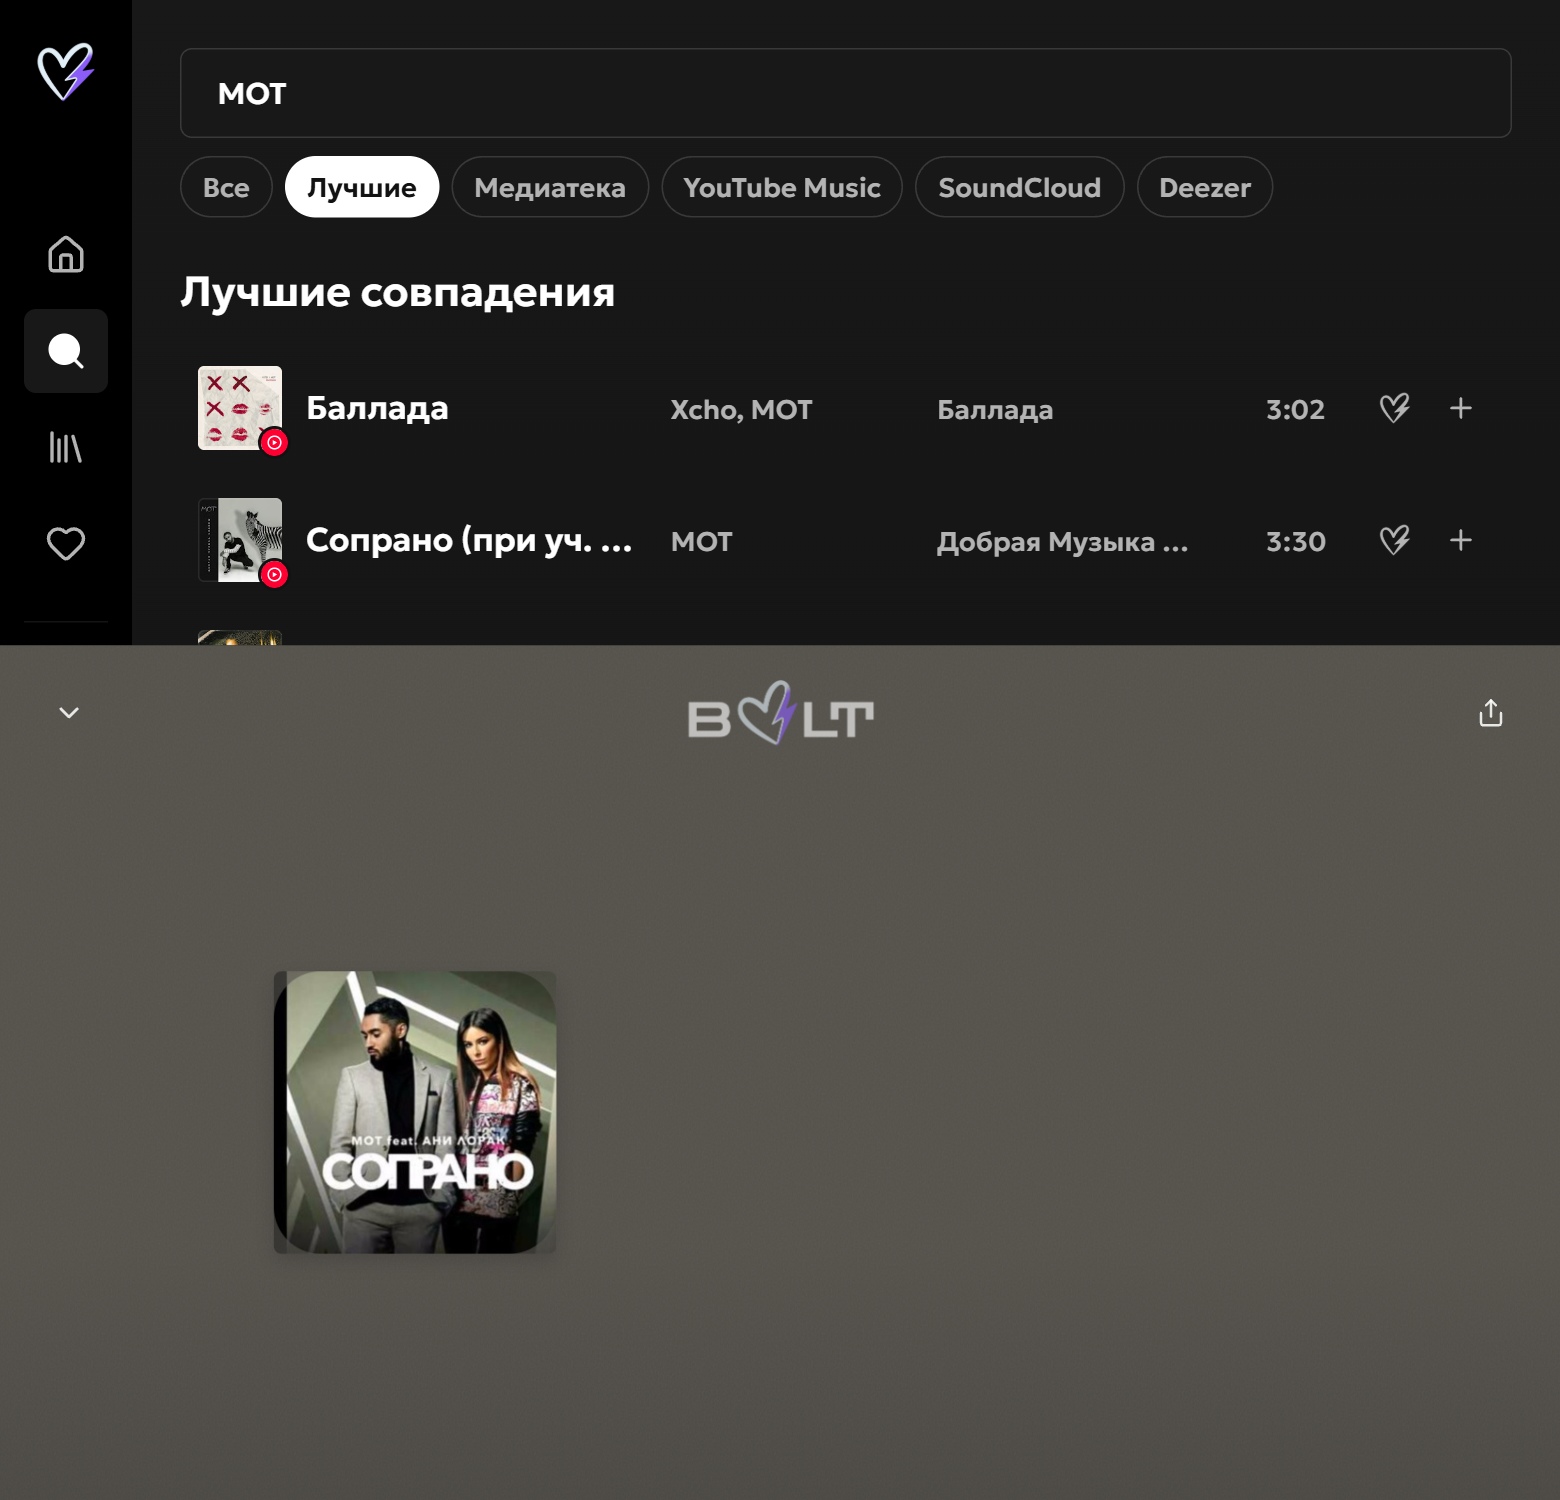 МОТ
Все
Лучшие
Медиатека
YouTube Music
SoundCloud
Deezer
Лучшие совпадения
Баллада
Xcho, МОТ
Баллада
3:02
Сопрано (при уч. ...
МОТ
Добрая Музыка ...
3:30
BOLT
МОТ feat. АНИ ЛОРАК
СОПРАНО